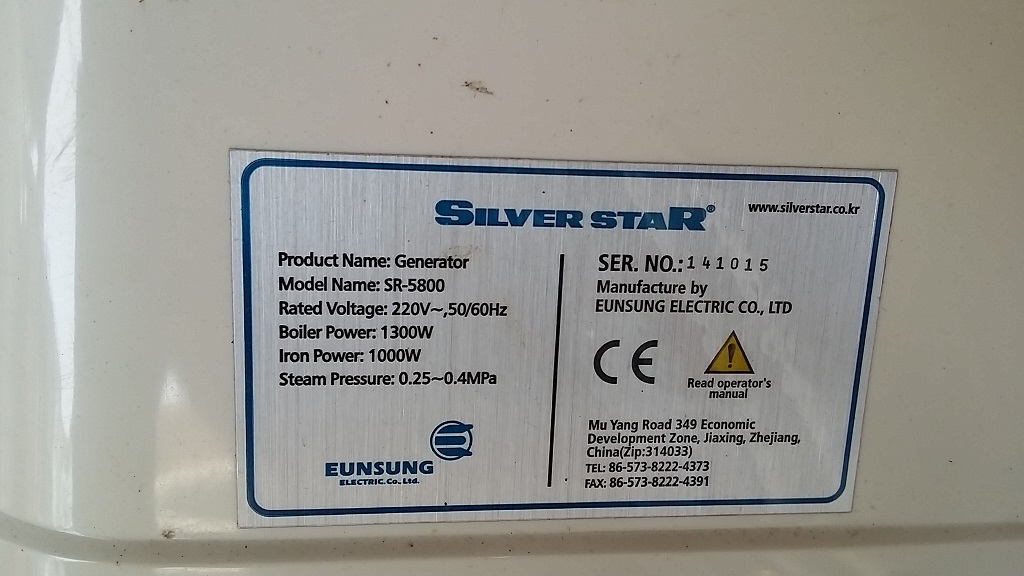 SILVER STAR®
www.silverstar.co.kr
Product Name: Generator
Model Name: SR-5800
Rated Voltage: 220V~,50/60Hz
Boiler Power: 1300W
Iron Power: 1000W
Steam Pressure: 0.25~0.4MPa
EUNSUNG
ELECTRIC.Co.,Ltd.
SER. NO.:141015
Manufacture by
EUNSUNG ELECTRIC CO., LTD
CE
Read operator's
manual
Mu Yang Road 349 Economic
Development Zone, Jiaxing, Zhejiang,
China(Zip:314033)
TEL: 86-573-8222-4373
FAX: 86-573-8222-4391